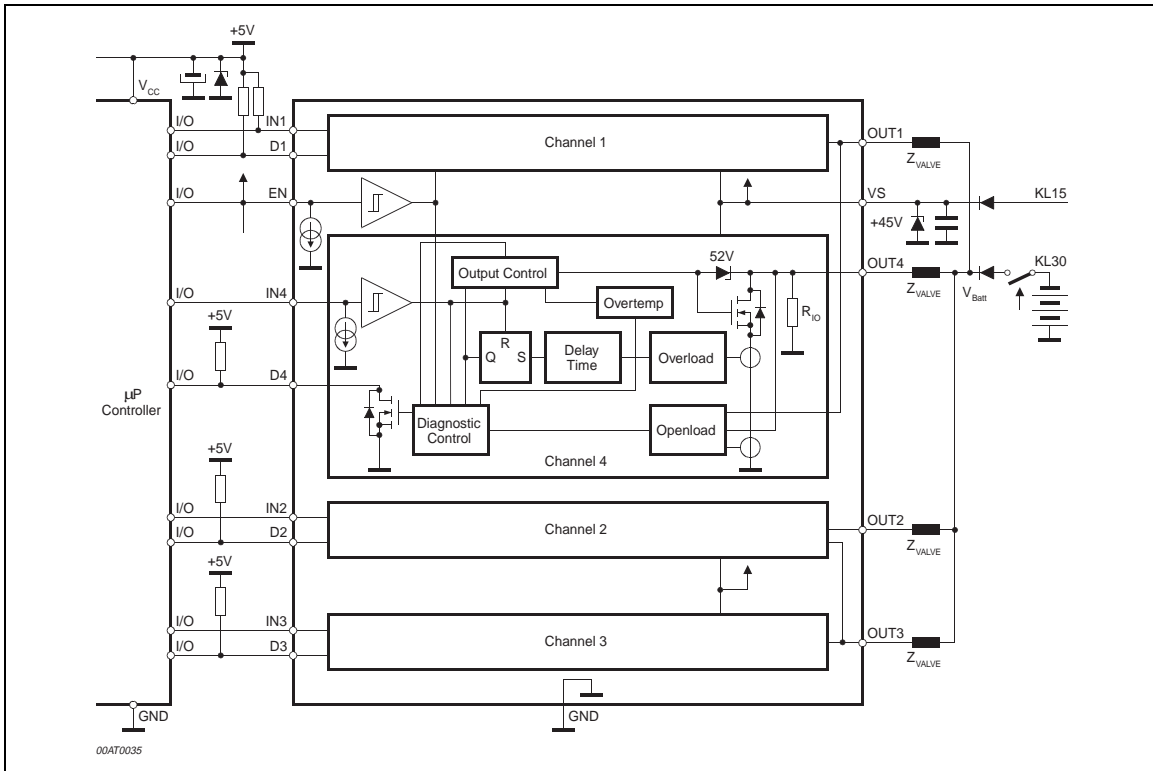 +5V
V_CC
I/O IN1
I/O D1
Channel 1
OUT1
Z_VALVE
I/O EN
VS
KL15
+45V
52V
OUT4
KL30
Output Control
V_Batt
Z_VALVE
I/O IN4
Overtemp
R_IO
+5V
R
Q S
Delay Time
Overload
I/O D4
µP Controller
Diagnostic Control
Openload
Channel 4
+5V
I/O IN2
Channel 2
OUT2
I/O D2
Z_VALVE
+5V
I/O IN3
Channel 3
OUT3
I/O D3
Z_VALVE
GND
GND
00AT0035